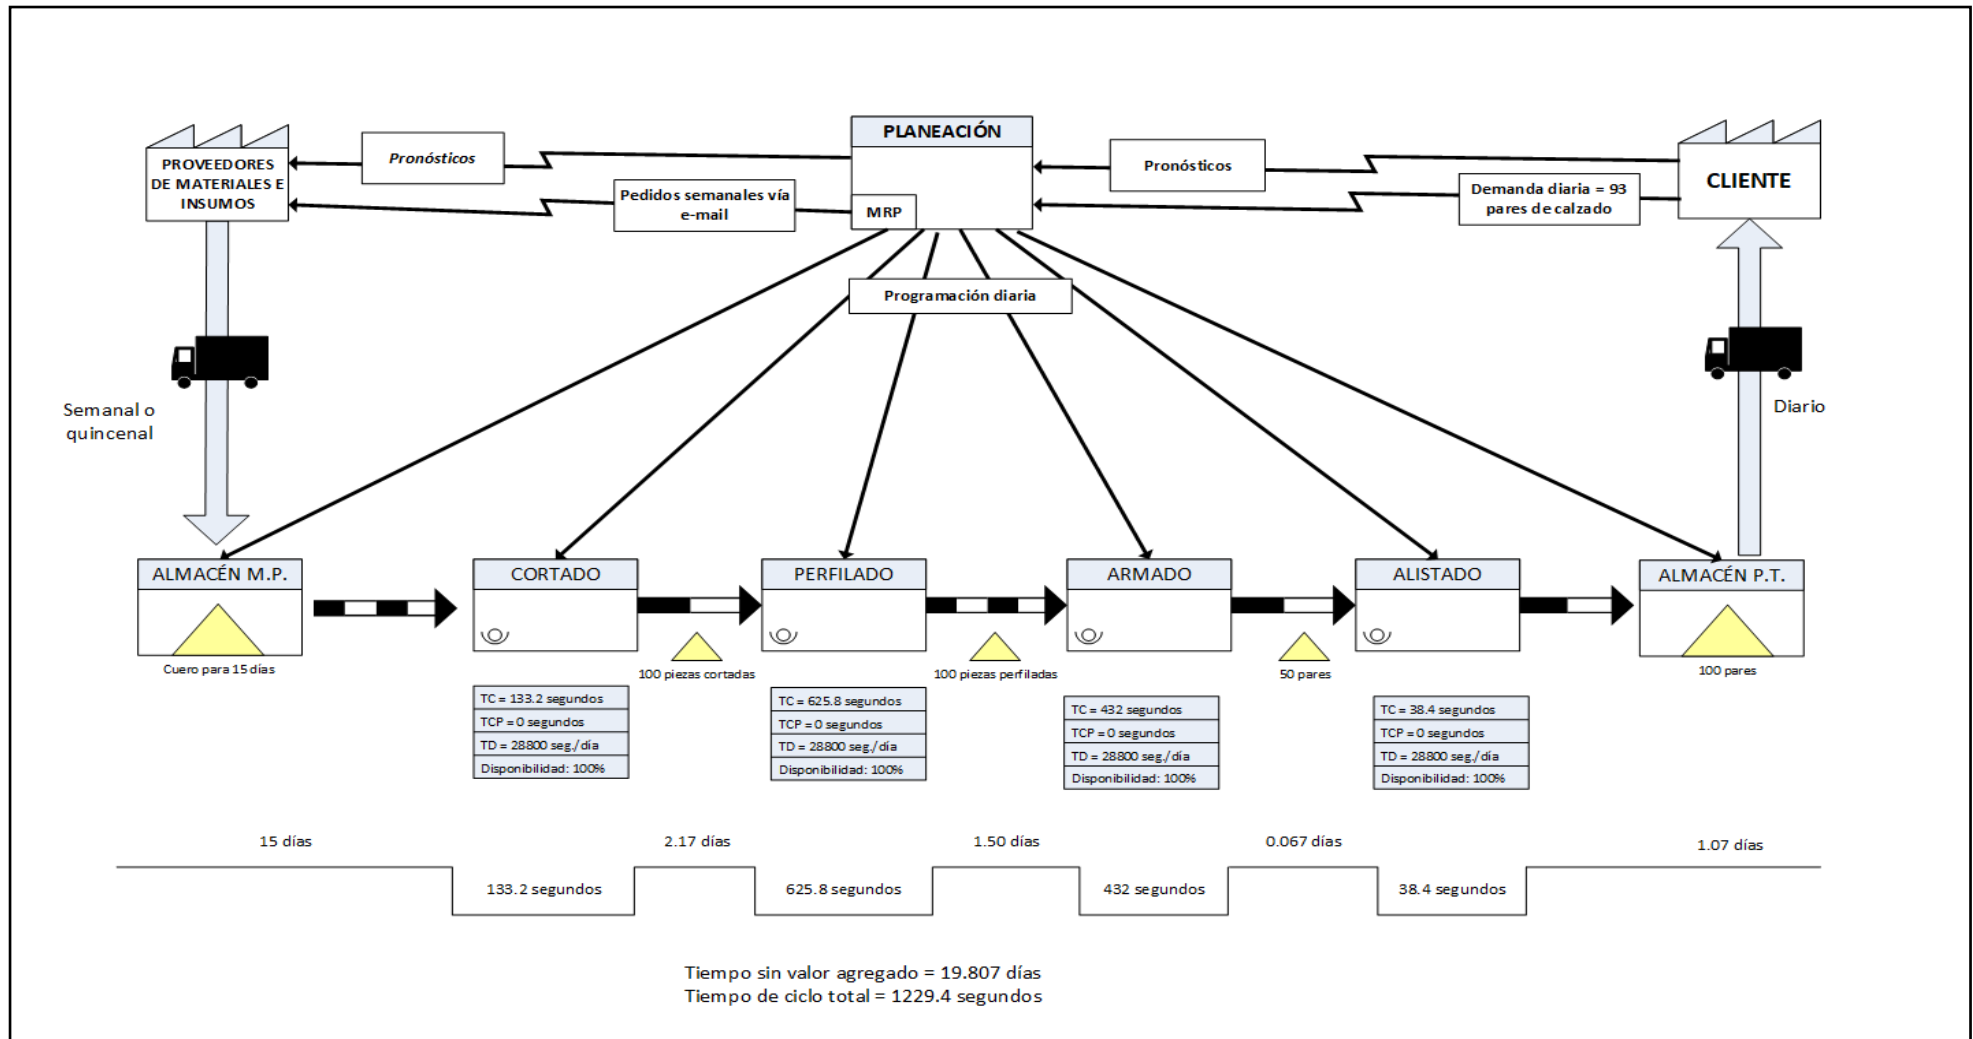 PROVEEDORES
DE MATERIALES E
INSUMOS
Pronósticos
Pedidos semanales vía
e-mail
PLANEACIÓN
MRP
Pronósticos
Demanda diaria = 93
pares de calzado
CLIENTE
Programación diaria
Semanal o
quincenal
Diario
ALMACÉN M.P.
Cuero para 15 días
CORTADO
100 piezas cortadas
PERFILADO
100 piezas perfiladas
ARMADO
50 pares
ALISTADO
ALMACÉN P.T.
100 pares
TC = 133.2 segundos
TCP = 0 segundos
TD = 28800 seg./día
Disponibilidad: 100%
TC = 625.8 segundos
TCP = 0 segundos
TD = 28800 seg./día
Disponibilidad: 100%
TC = 432 segundos
TCP = 0 segundos
TD = 28800 seg./día
Disponibilidad: 100%
TC = 38.4 segundos
TCP = 0 segundos
TD = 28800 seg./día
Disponibilidad: 100%
15 días
2.17 días
1.50 días
0.067 días
1.07 días
133.2 segundos
625.8 segundos
432 segundos
38.4 segundos
Tiempo sin valor agregado = 19.807 días
Tiempo de ciclo total = 1229.4 segundos